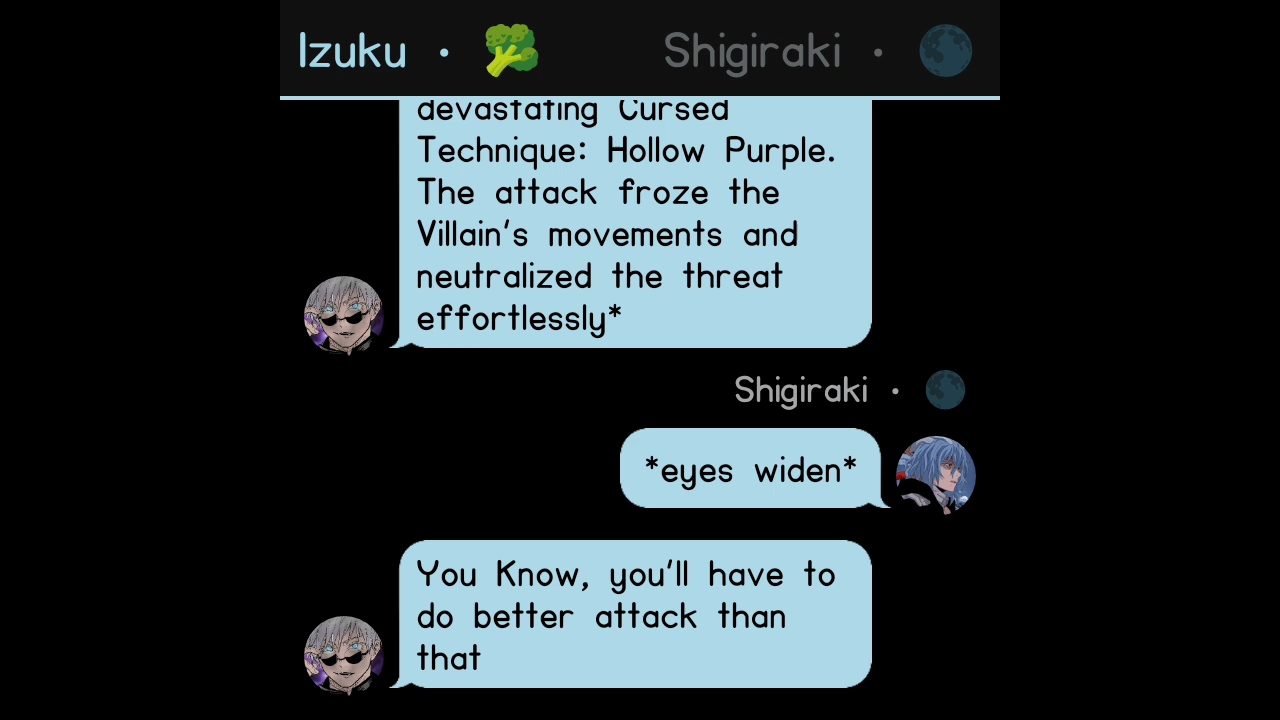 Izuku • 🥦 Shigiraki • 🌑
devastating Cursed
Technique: Hollow Purple.
The attack froze the
Villain's movements and
neutralized the threat
effortlessly*
Shigiraki • 🌑
*eyes widen*
You Know, you'll have to
do better attack than
that